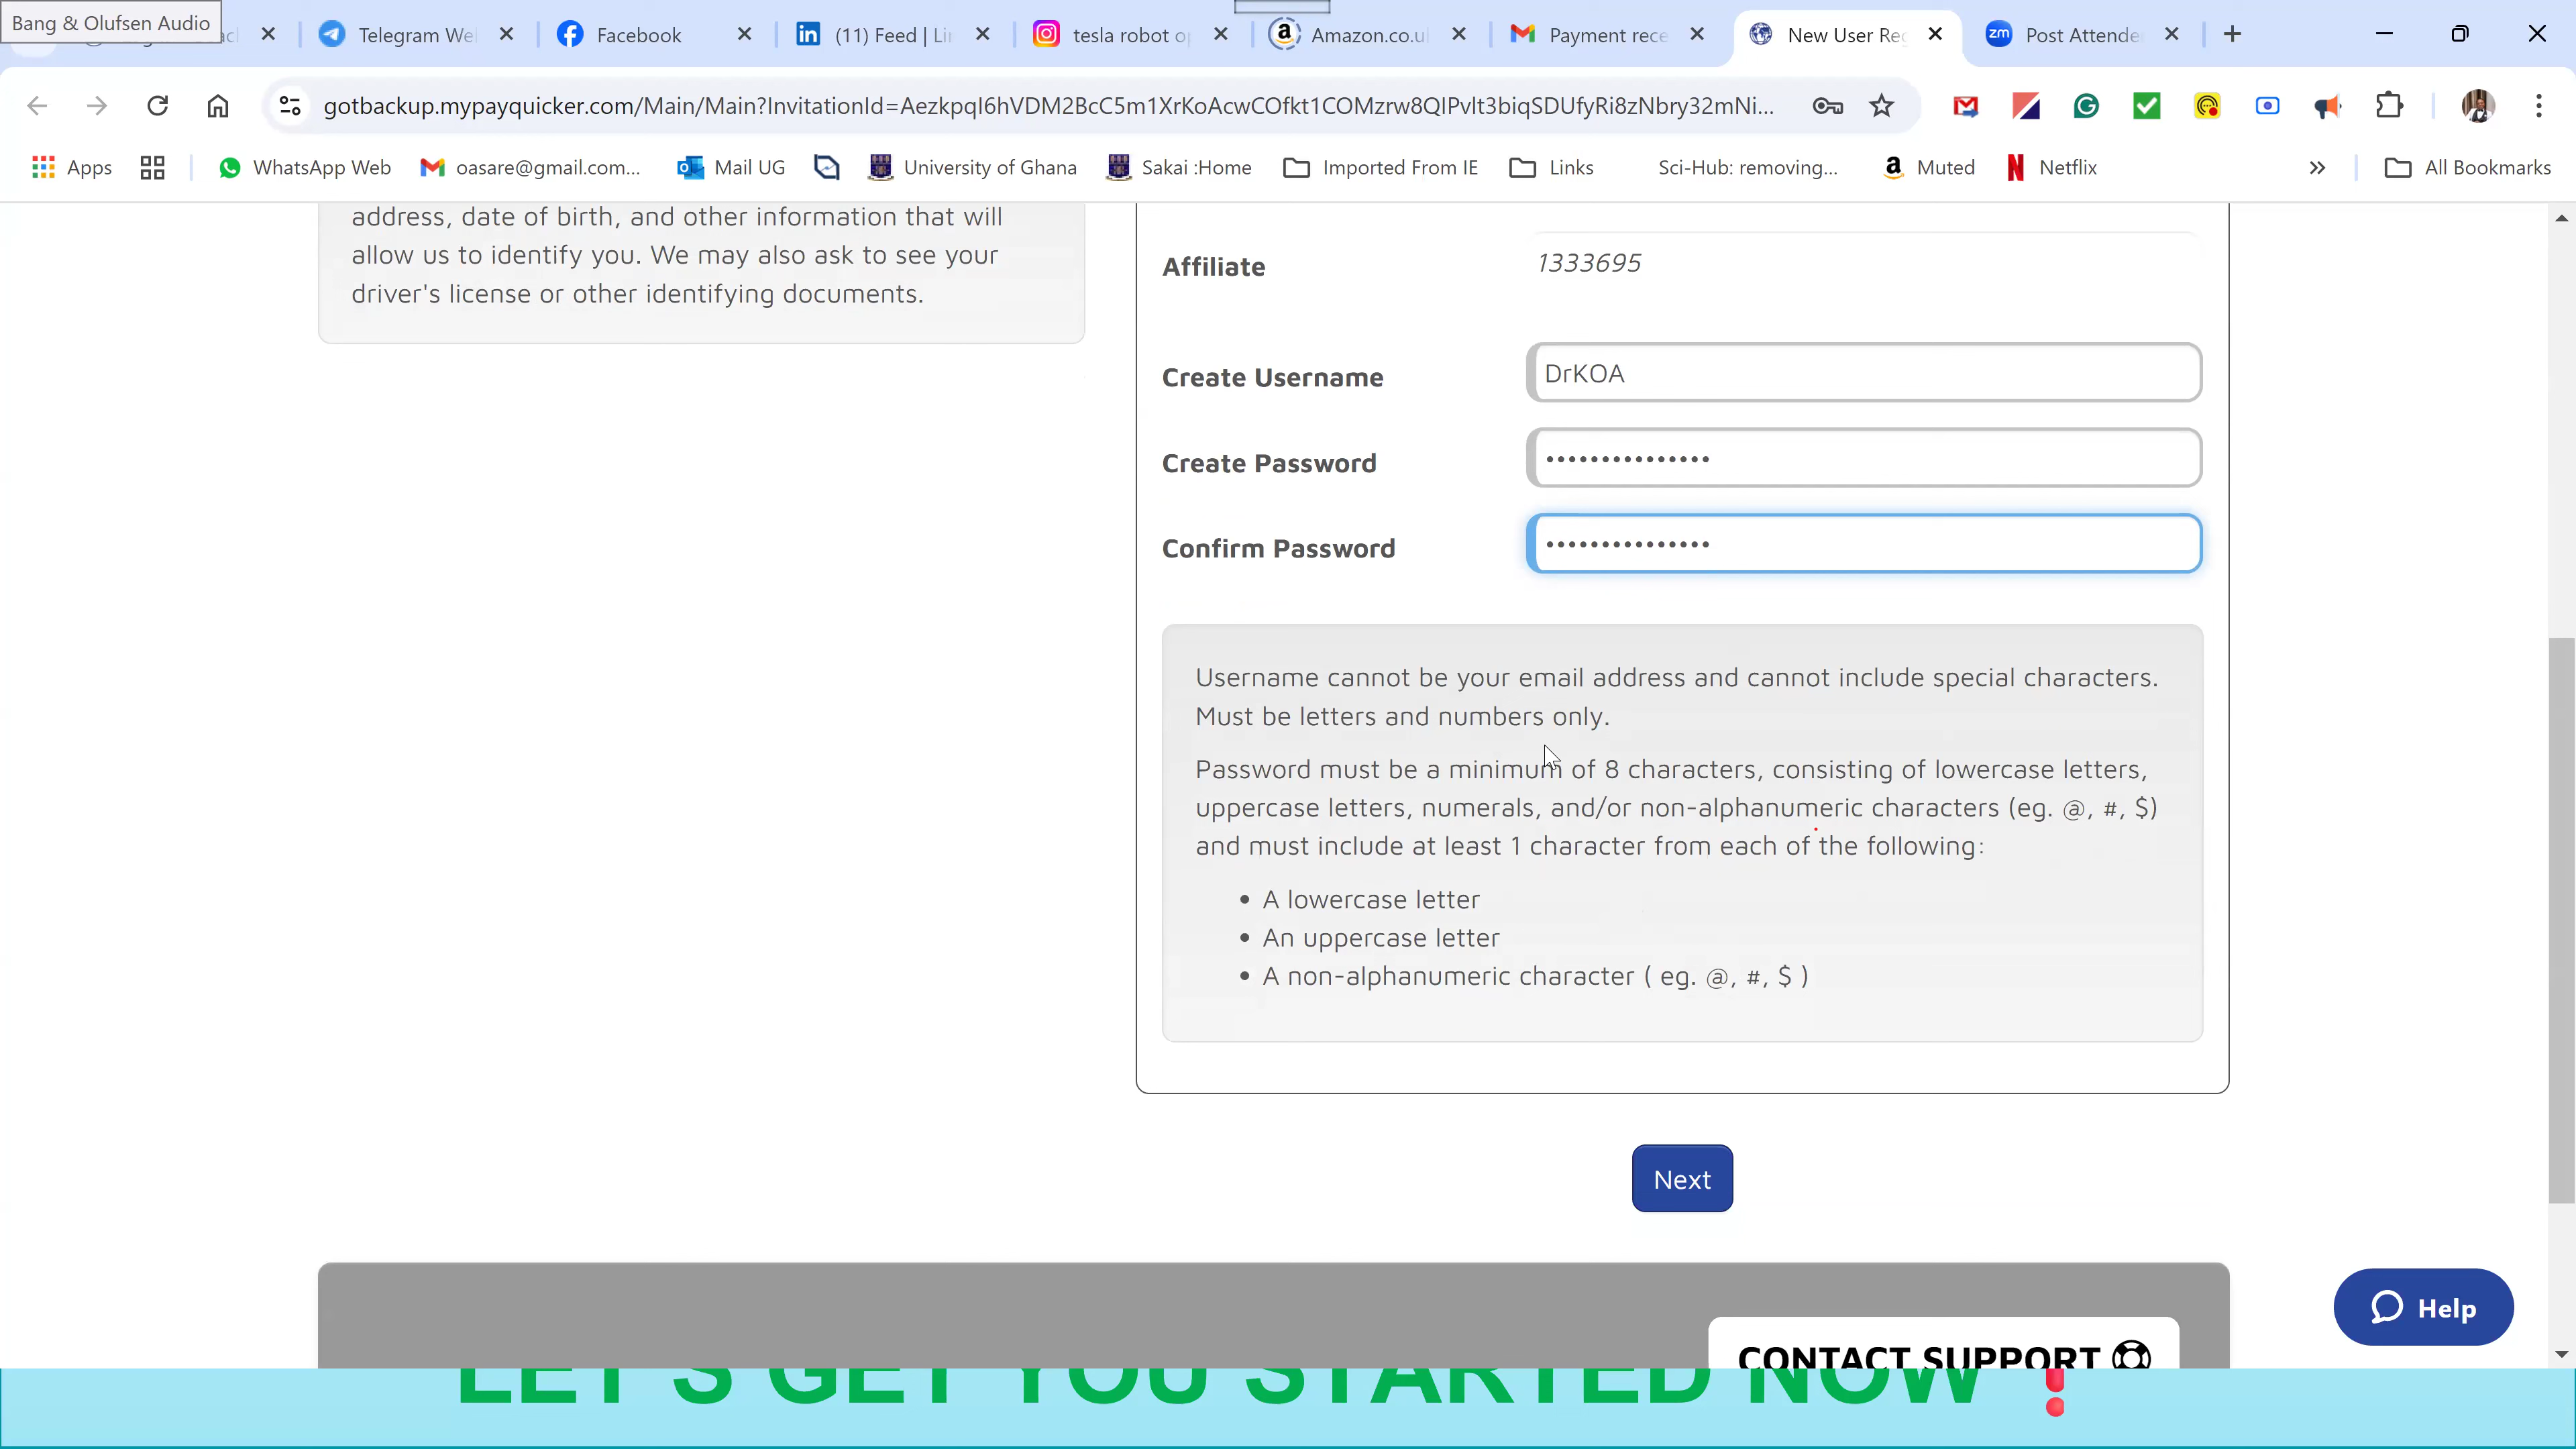 Bang & Olufsen Audio
Telegram We
Facebook
(11) Feed | Li
tesla robot o
Amazon.co.u
Payment rece
New User Re
Post Attende
gotbackup.mypayquicker.com/Main/Main?InvitationId=AezkpqI6hVDM2BcC5m1XrKoAcwCOfkt1COMzrw8QIPvlt3biqSDUfyRi8zNbry32mNi...
Apps
WhatsApp Web
oasare@gmail.com...
Mail UG
University of Ghana
Sakai :Home
Imported From IE
Links
Sci-Hub: removing...
Muted
Netflix
All Bookmarks
address, date of birth, and other information that will
allow us to identify you. We may also ask to see your
driver's license or other identifying documents.
Affiliate
1333695
Create Username
DrKOA
Create Password
•••••••••••••••
Confirm Password
•••••••••••••••
Username cannot be your email address and cannot include special characters.
Must be letters and numbers only.
Password must be a minimum of 8 characters, consisting of lowercase letters,
uppercase letters, numerals, and/or non-alphanumeric characters (eg. @, #, $)
and must include at least 1 character from each of the following:
• A lowercase letter
• An uppercase letter
• A non-alphanumeric character ( eg. @, #, $ )
Next
Help
CONTACT SUPPORT
LET'S GET YOU STARTED NOW❗